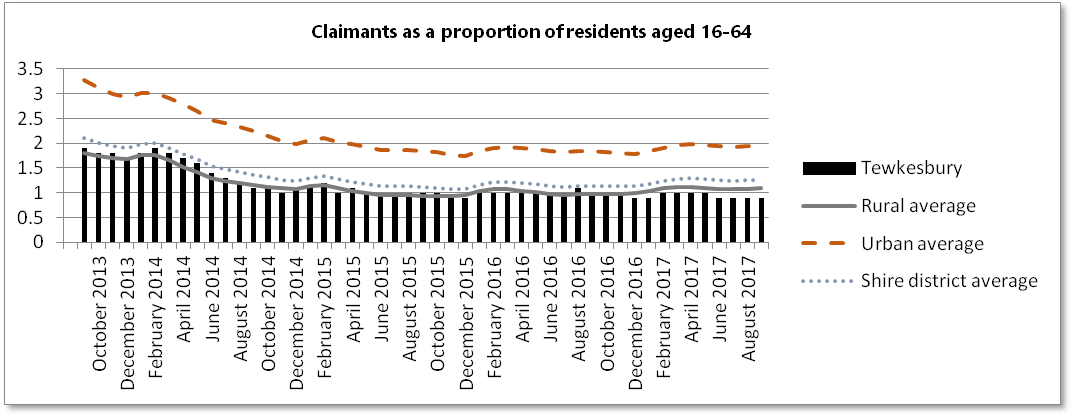 Claimants as a proportion of residents aged 16-64
3.5
3
2.5
2
1.5
1
0.5
0
October 2013
December 2013
February 2014
April 2014
June 2014
August 2014
October 2014
December 2014
February 2015
April 2015
June 2015
August 2015
October 2015
December 2015
February 2016
April 2016
June 2016
August 2016
October 2016
December 2016
February 2017
April 2017
June 2017
August 2017
Tewkesbury
Rural average
Urban average
Shire district average